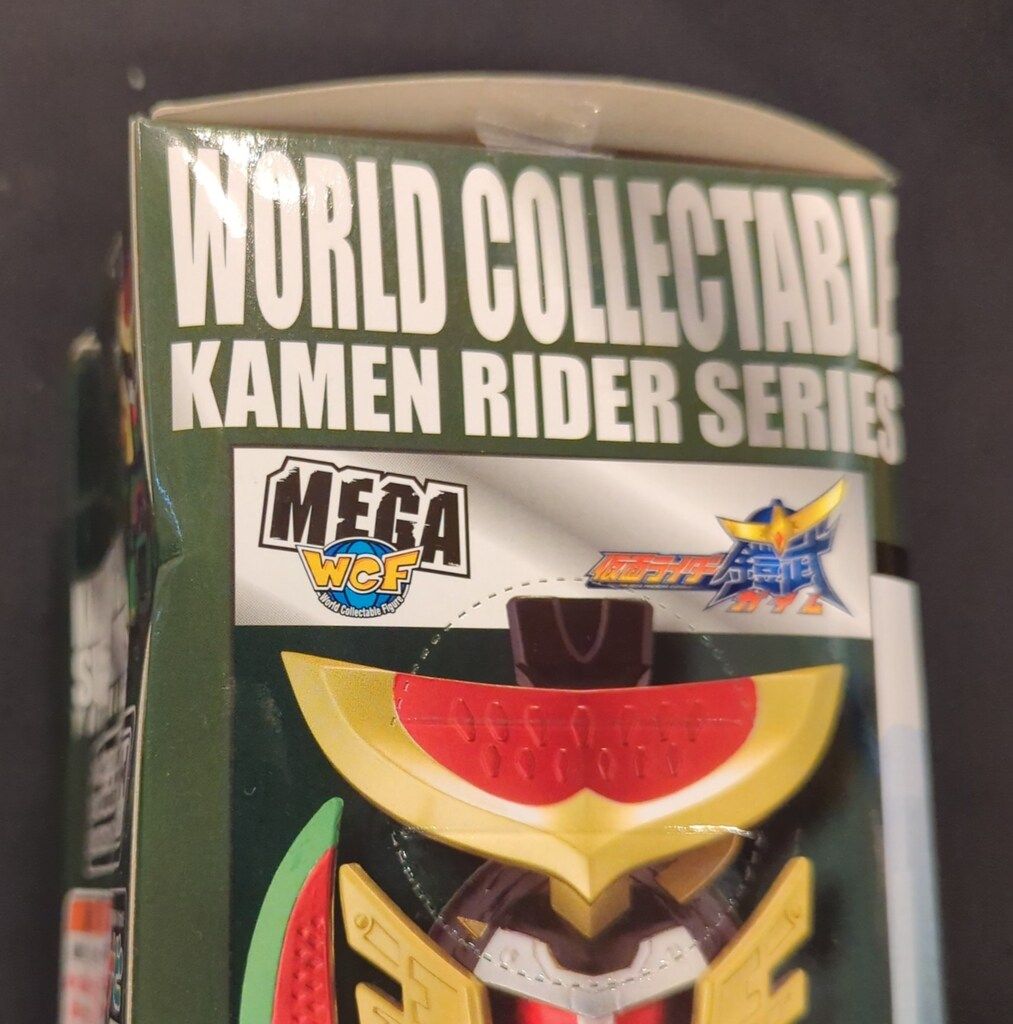 WORLD COLLECTABLE
KAMEN RIDER SERIES
MEGA
WCF
World Collectable Figure
仮面ライダー鎧武
ガイム